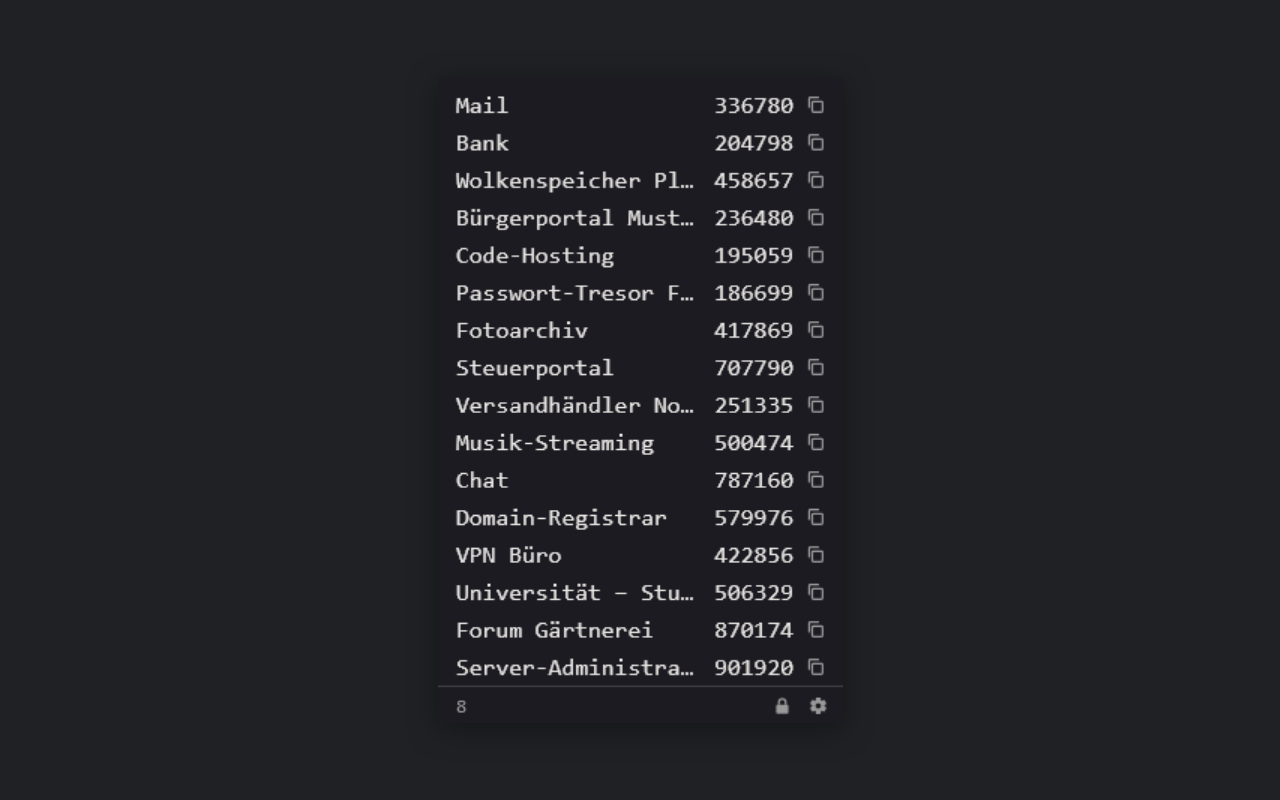 Mail 336780
Bank 204798
Wolkenspeicher Pl… 458657
Bürgerportal Must… 236480
Code-Hosting 195059
Passwort-Tresor F… 186699
Fotoarchiv 417869
Steuerportal 707790
Versandhändler No… 251335
Musik-Streaming 500474
Chat 787160
Domain-Registrar 579976
VPN Büro 422856
Universität – Stu… 506329
Forum Gärtnerei 870174
Server-Administra… 901920
8